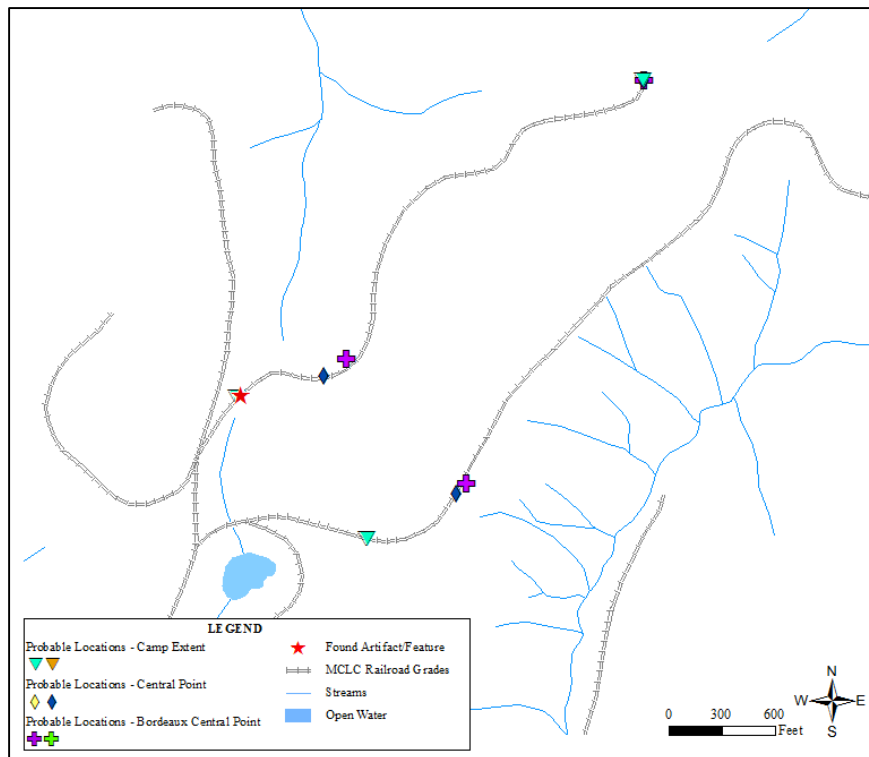 LEGEND
Probable Locations - Camp Extent
Probable Locations - Central Point
Probable Locations - Bordeaux Central Point
Found Artifact/Feature
MCLC Railroad Grades
Streams
Open Water
N
W E
S
0 300 600
Feet